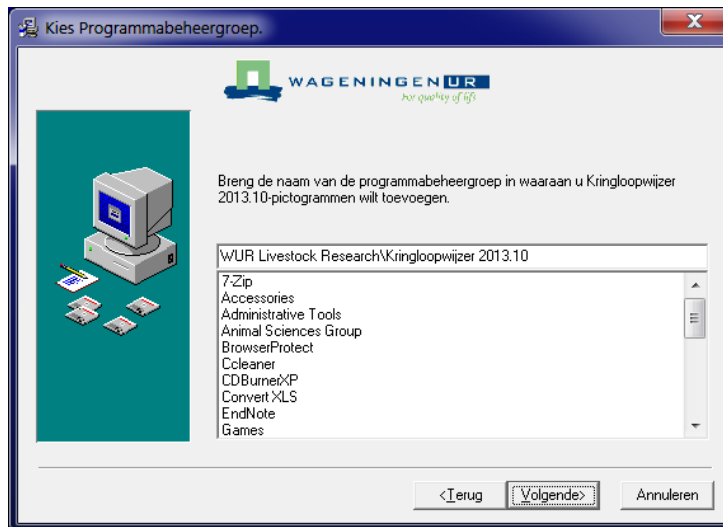 Kies Programmabeheergroep.
WAGENINGEN UR
For quality of life
Breng de naam van de programmabeheergroep in waaraan u Kringloopwijzer
2013.10-pictogrammen wilt toevoegen.
WUR Livestock Research\Kringloopwijzer 2013.10
7-Zip
Accessories
Administrative Tools
Animal Sciences Group
BrowserProtect
Ccleaner
CDBurnerXP
Convert XLS
EndNote
Games
<Terug Volgende> Annuleren